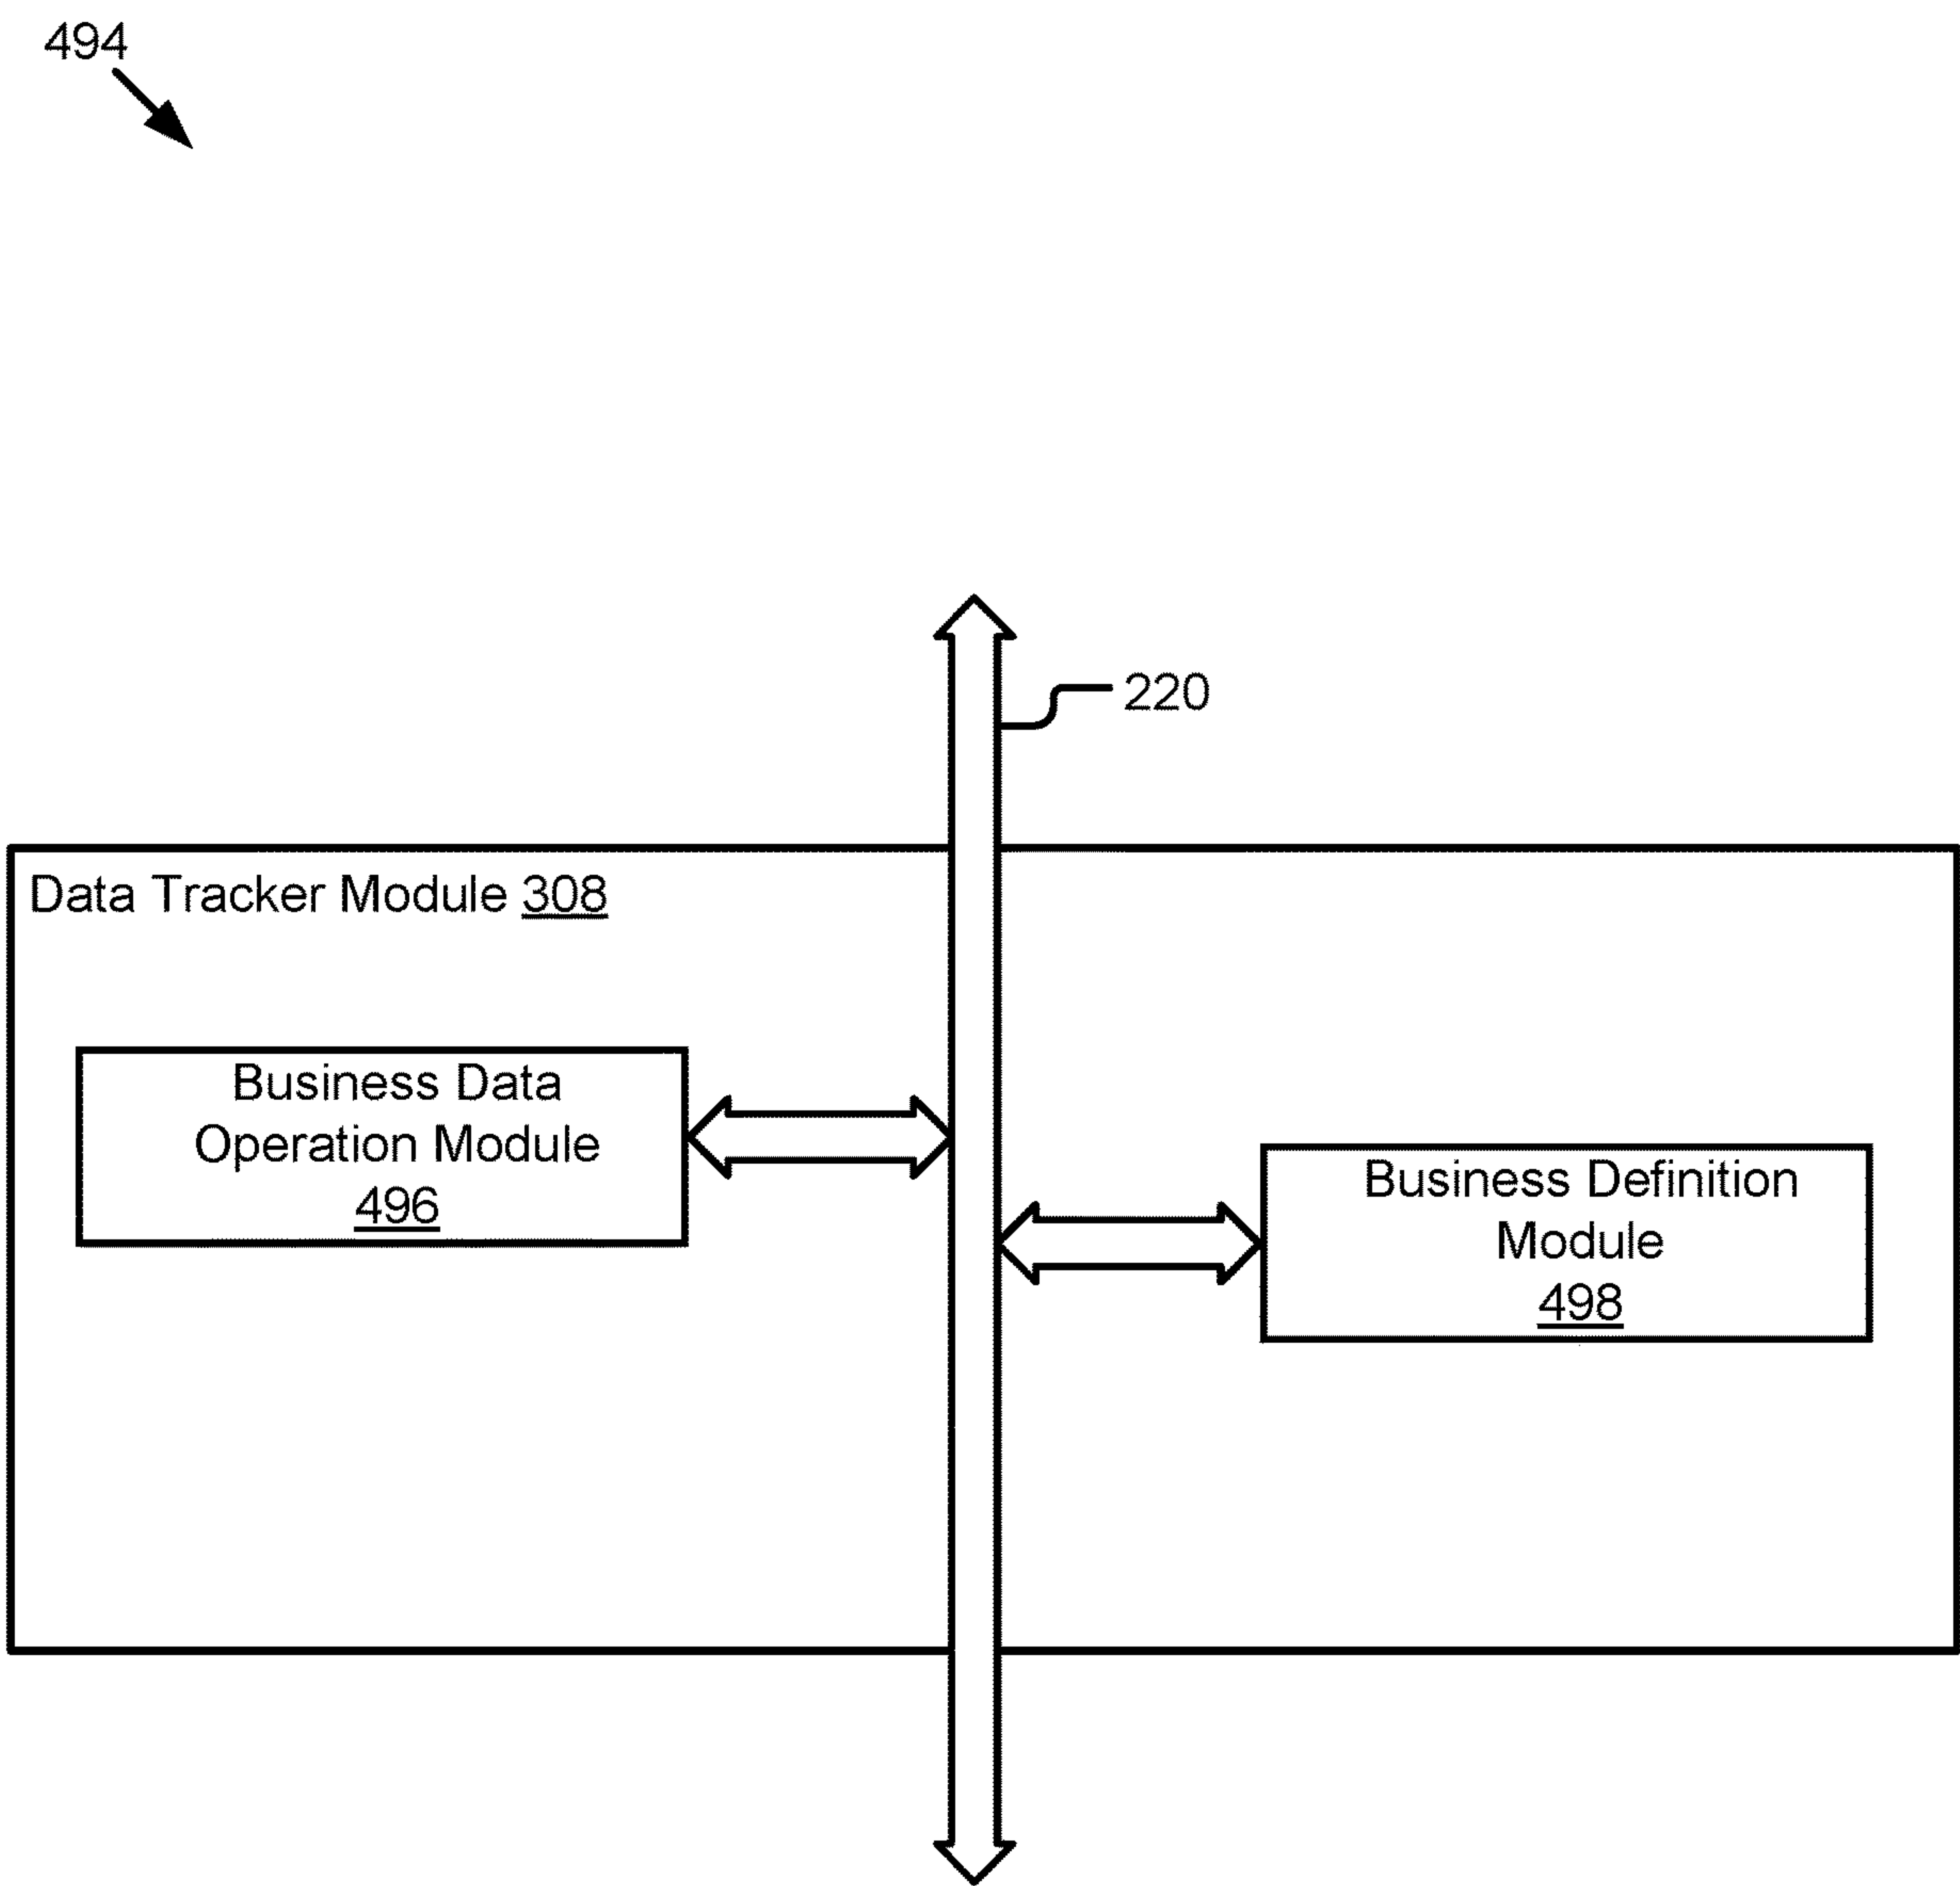 494
220
Data Tracker Module 308
Business Data
Operation Module
496
Business Definition
Module
498